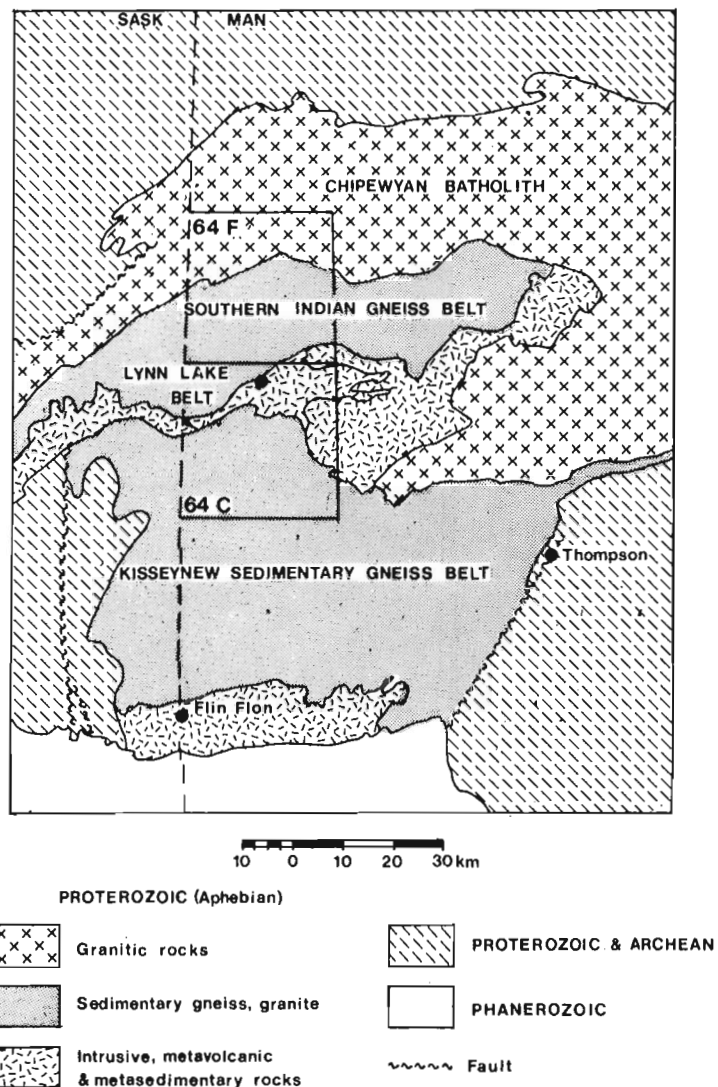 SASK MAN
CHIPEWYAN BATHOLITH
64 F
SOUTHERN INDIAN GNEISS BELT
LYNN LAKE
BELT
64 C
Thompson
KISSEYNEW SEDIMENTARY GNEISS BELT
Flin Flon
10 0 10 20 30 km
PROTEROZOIC (Aphebian)
Granitic rocks
PROTEROZOIC & ARCHEAN
Sedimentary gneiss, granite
PHANEROZOIC
Intrusive, metavolcanic
& metasedimentary rocks
Fault